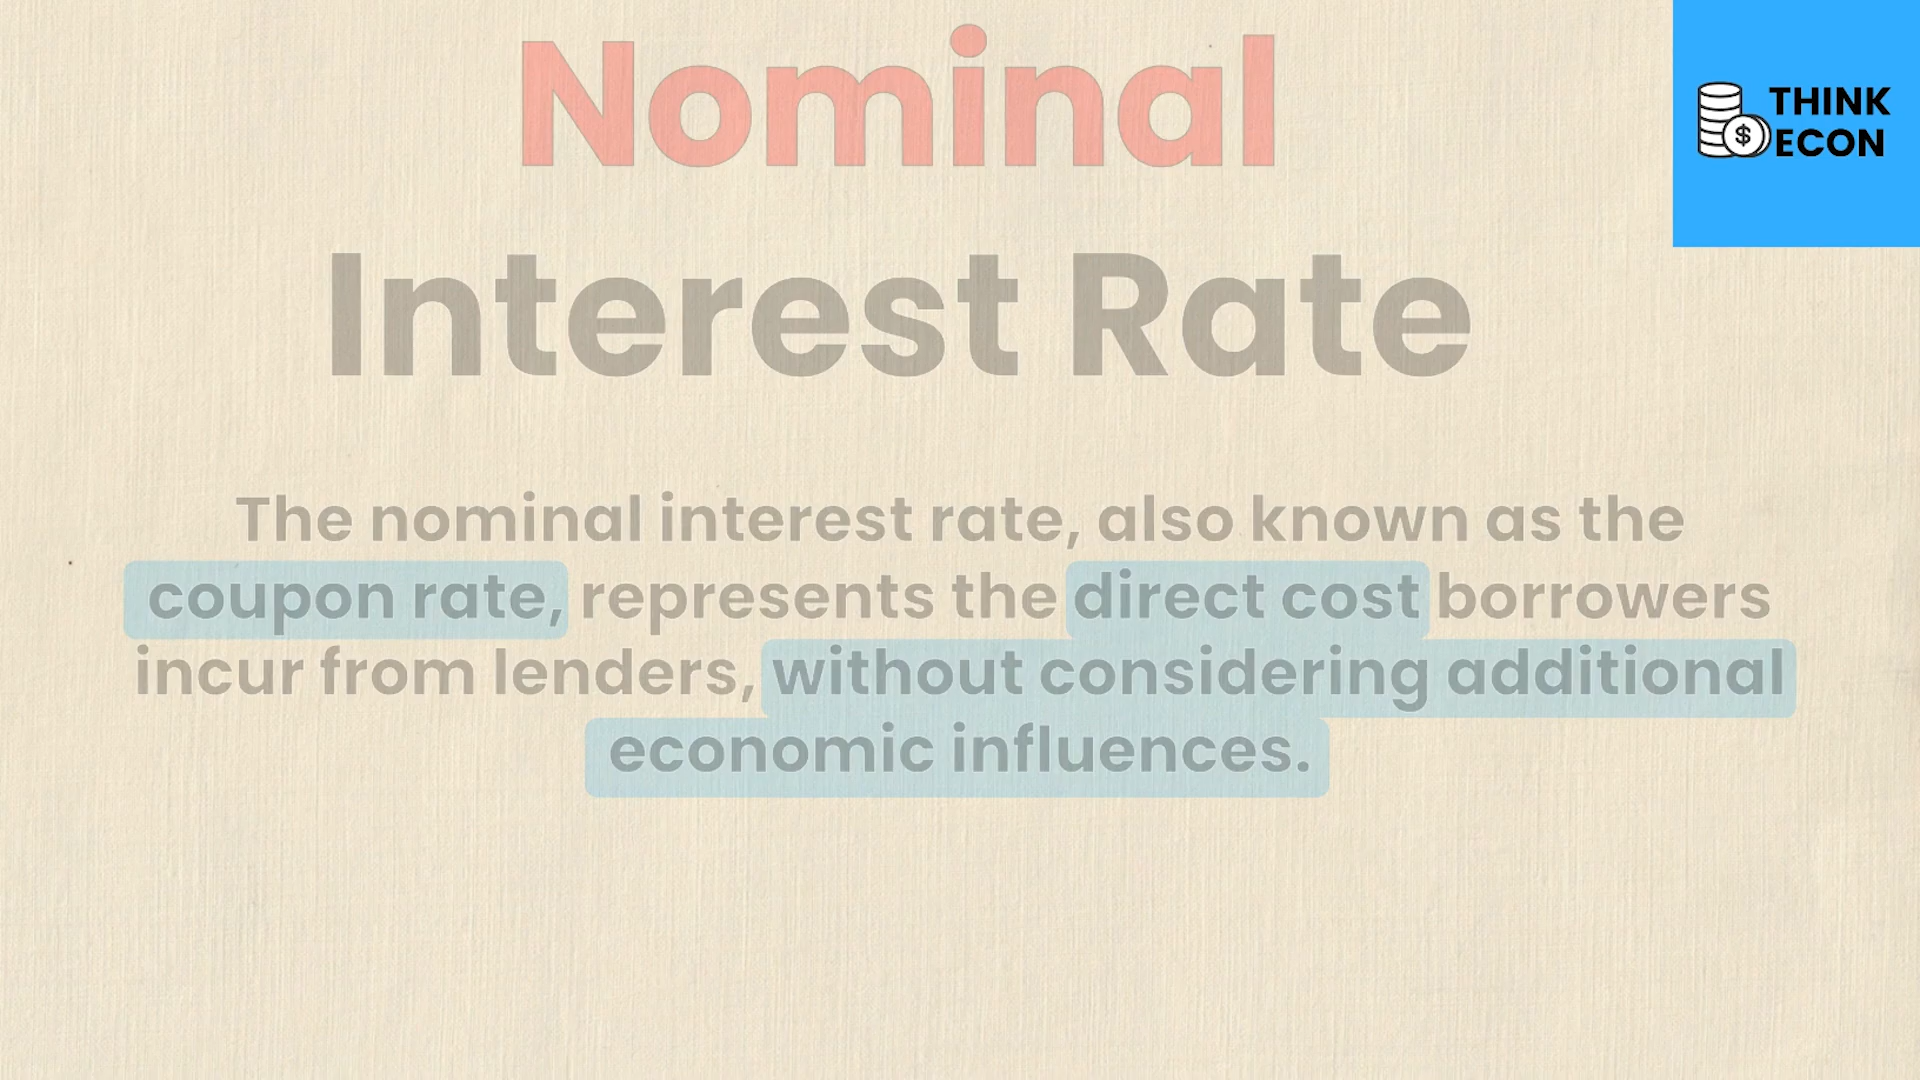 Nominal
Interest Rate
THINK
ECON
The nominal interest rate, also known as the
coupon rate, represents the direct cost borrowers
incur from lenders, without considering additional
economic influences.